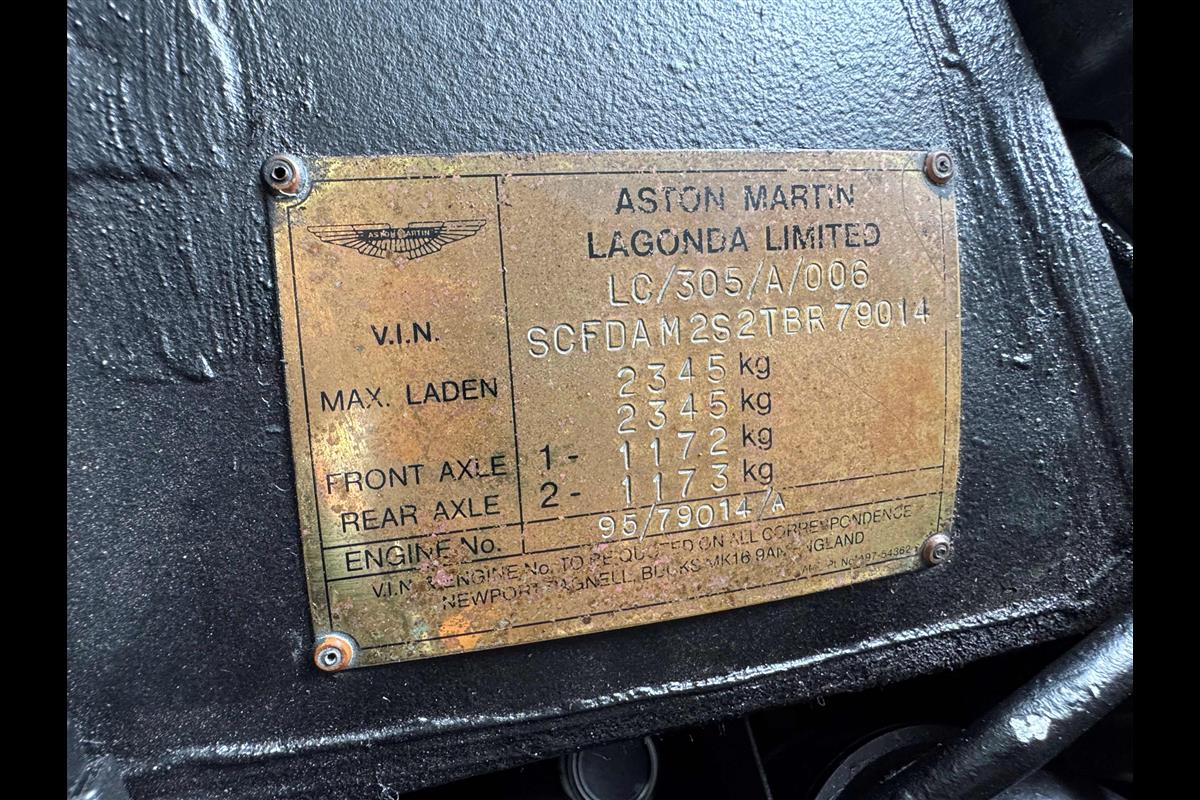 ASTON MARTIN
ASTON MARTIN
LAGONDA LIMITED
LC/305/A/006
V.I.N. SCFDAM2S2TBR79014
MAX. LADEN 2345 kg
2345 kg
FRONT AXLE 1- 1172 kg
REAR AXLE 2- 1173 kg
ENGINE No. 95/79014/A
V.I.N. & ENGINE No. TO BE QUOTED ON ALL CORRESPONDENCE
NEWPORT PAGNELL, BUCKS MK16 9AN ENGLAND